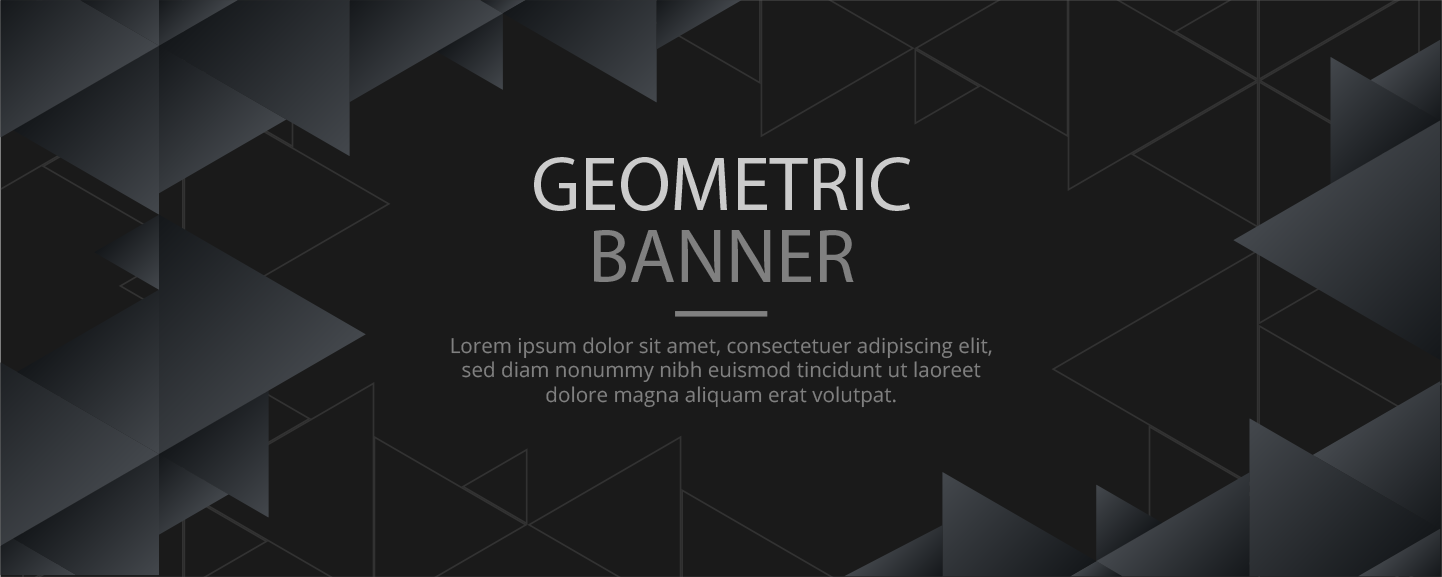 GEOMETRIC
BANNER
Lorem ipsum dolor sit amet, consectetuer adipiscing elit,
sed diam nonummy nibh euismod tincidunt ut laoreet
dolore magna aliquam erat volutpat.